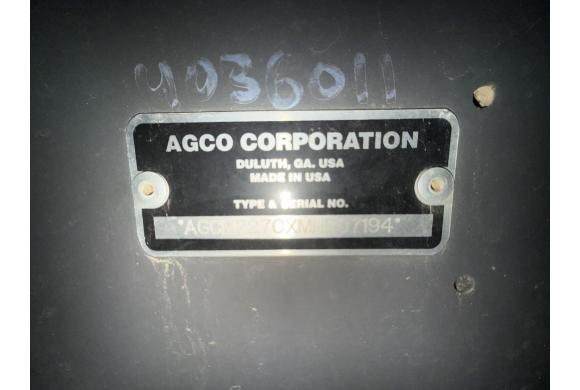 4036011
AGCO CORPORATION
DULUTH, GA. USA
MADE IN USA
TYPE & SERIAL NO.